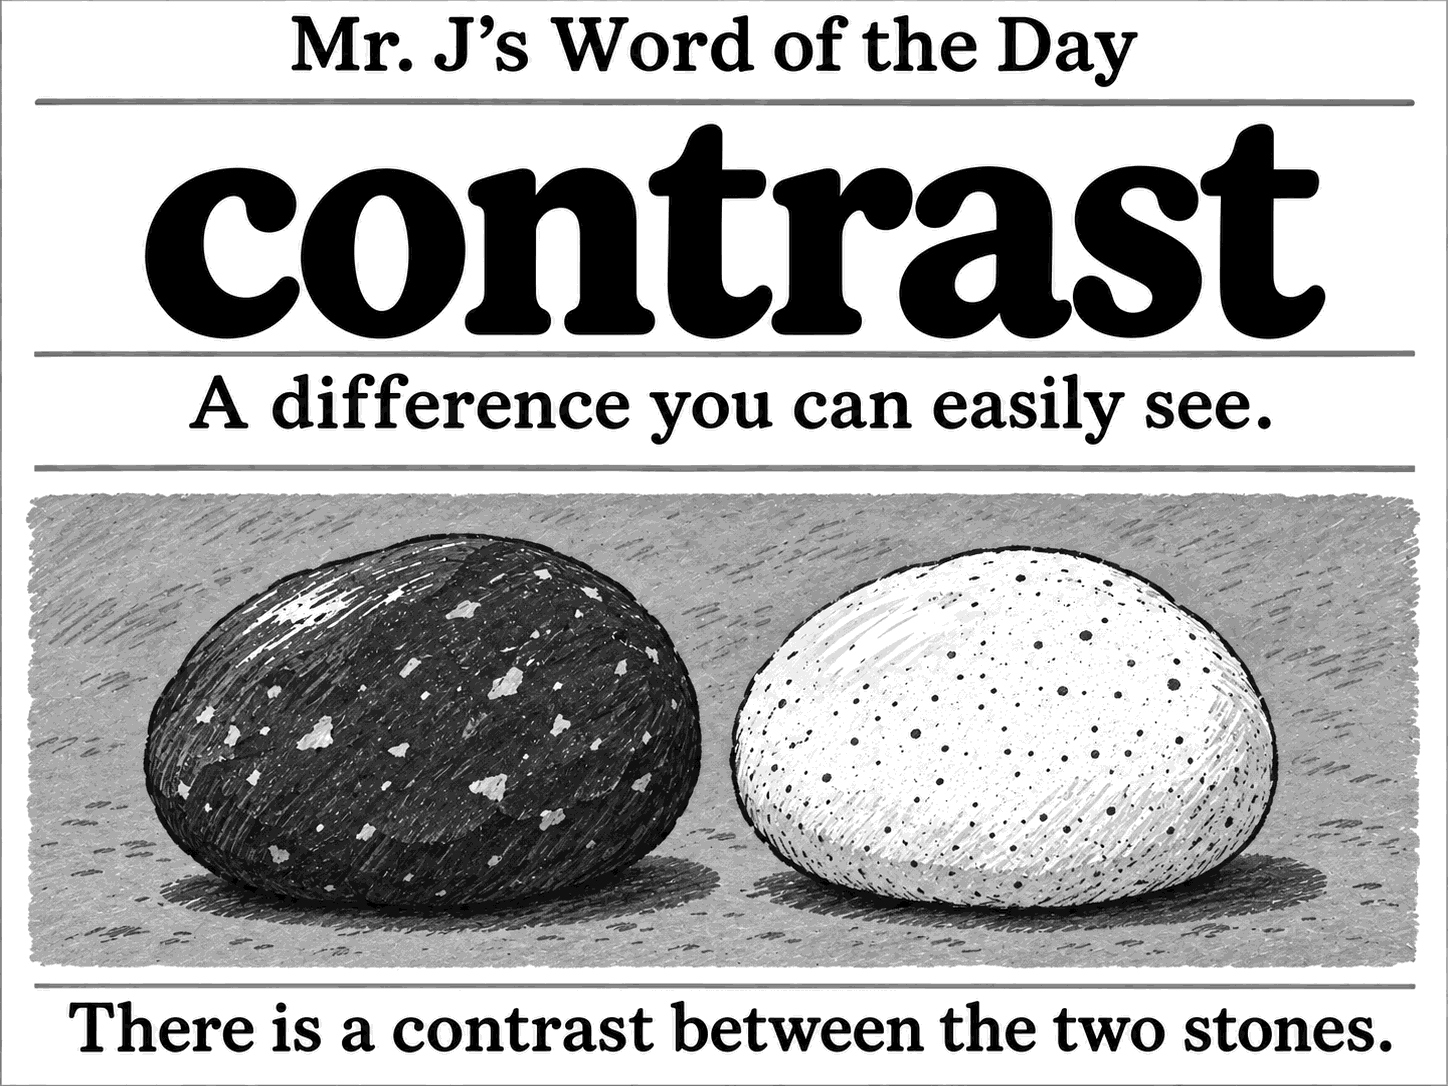 Mr. J’s Word of the Day
contrast
A difference you can easily see.
There is a contrast between the two stones.